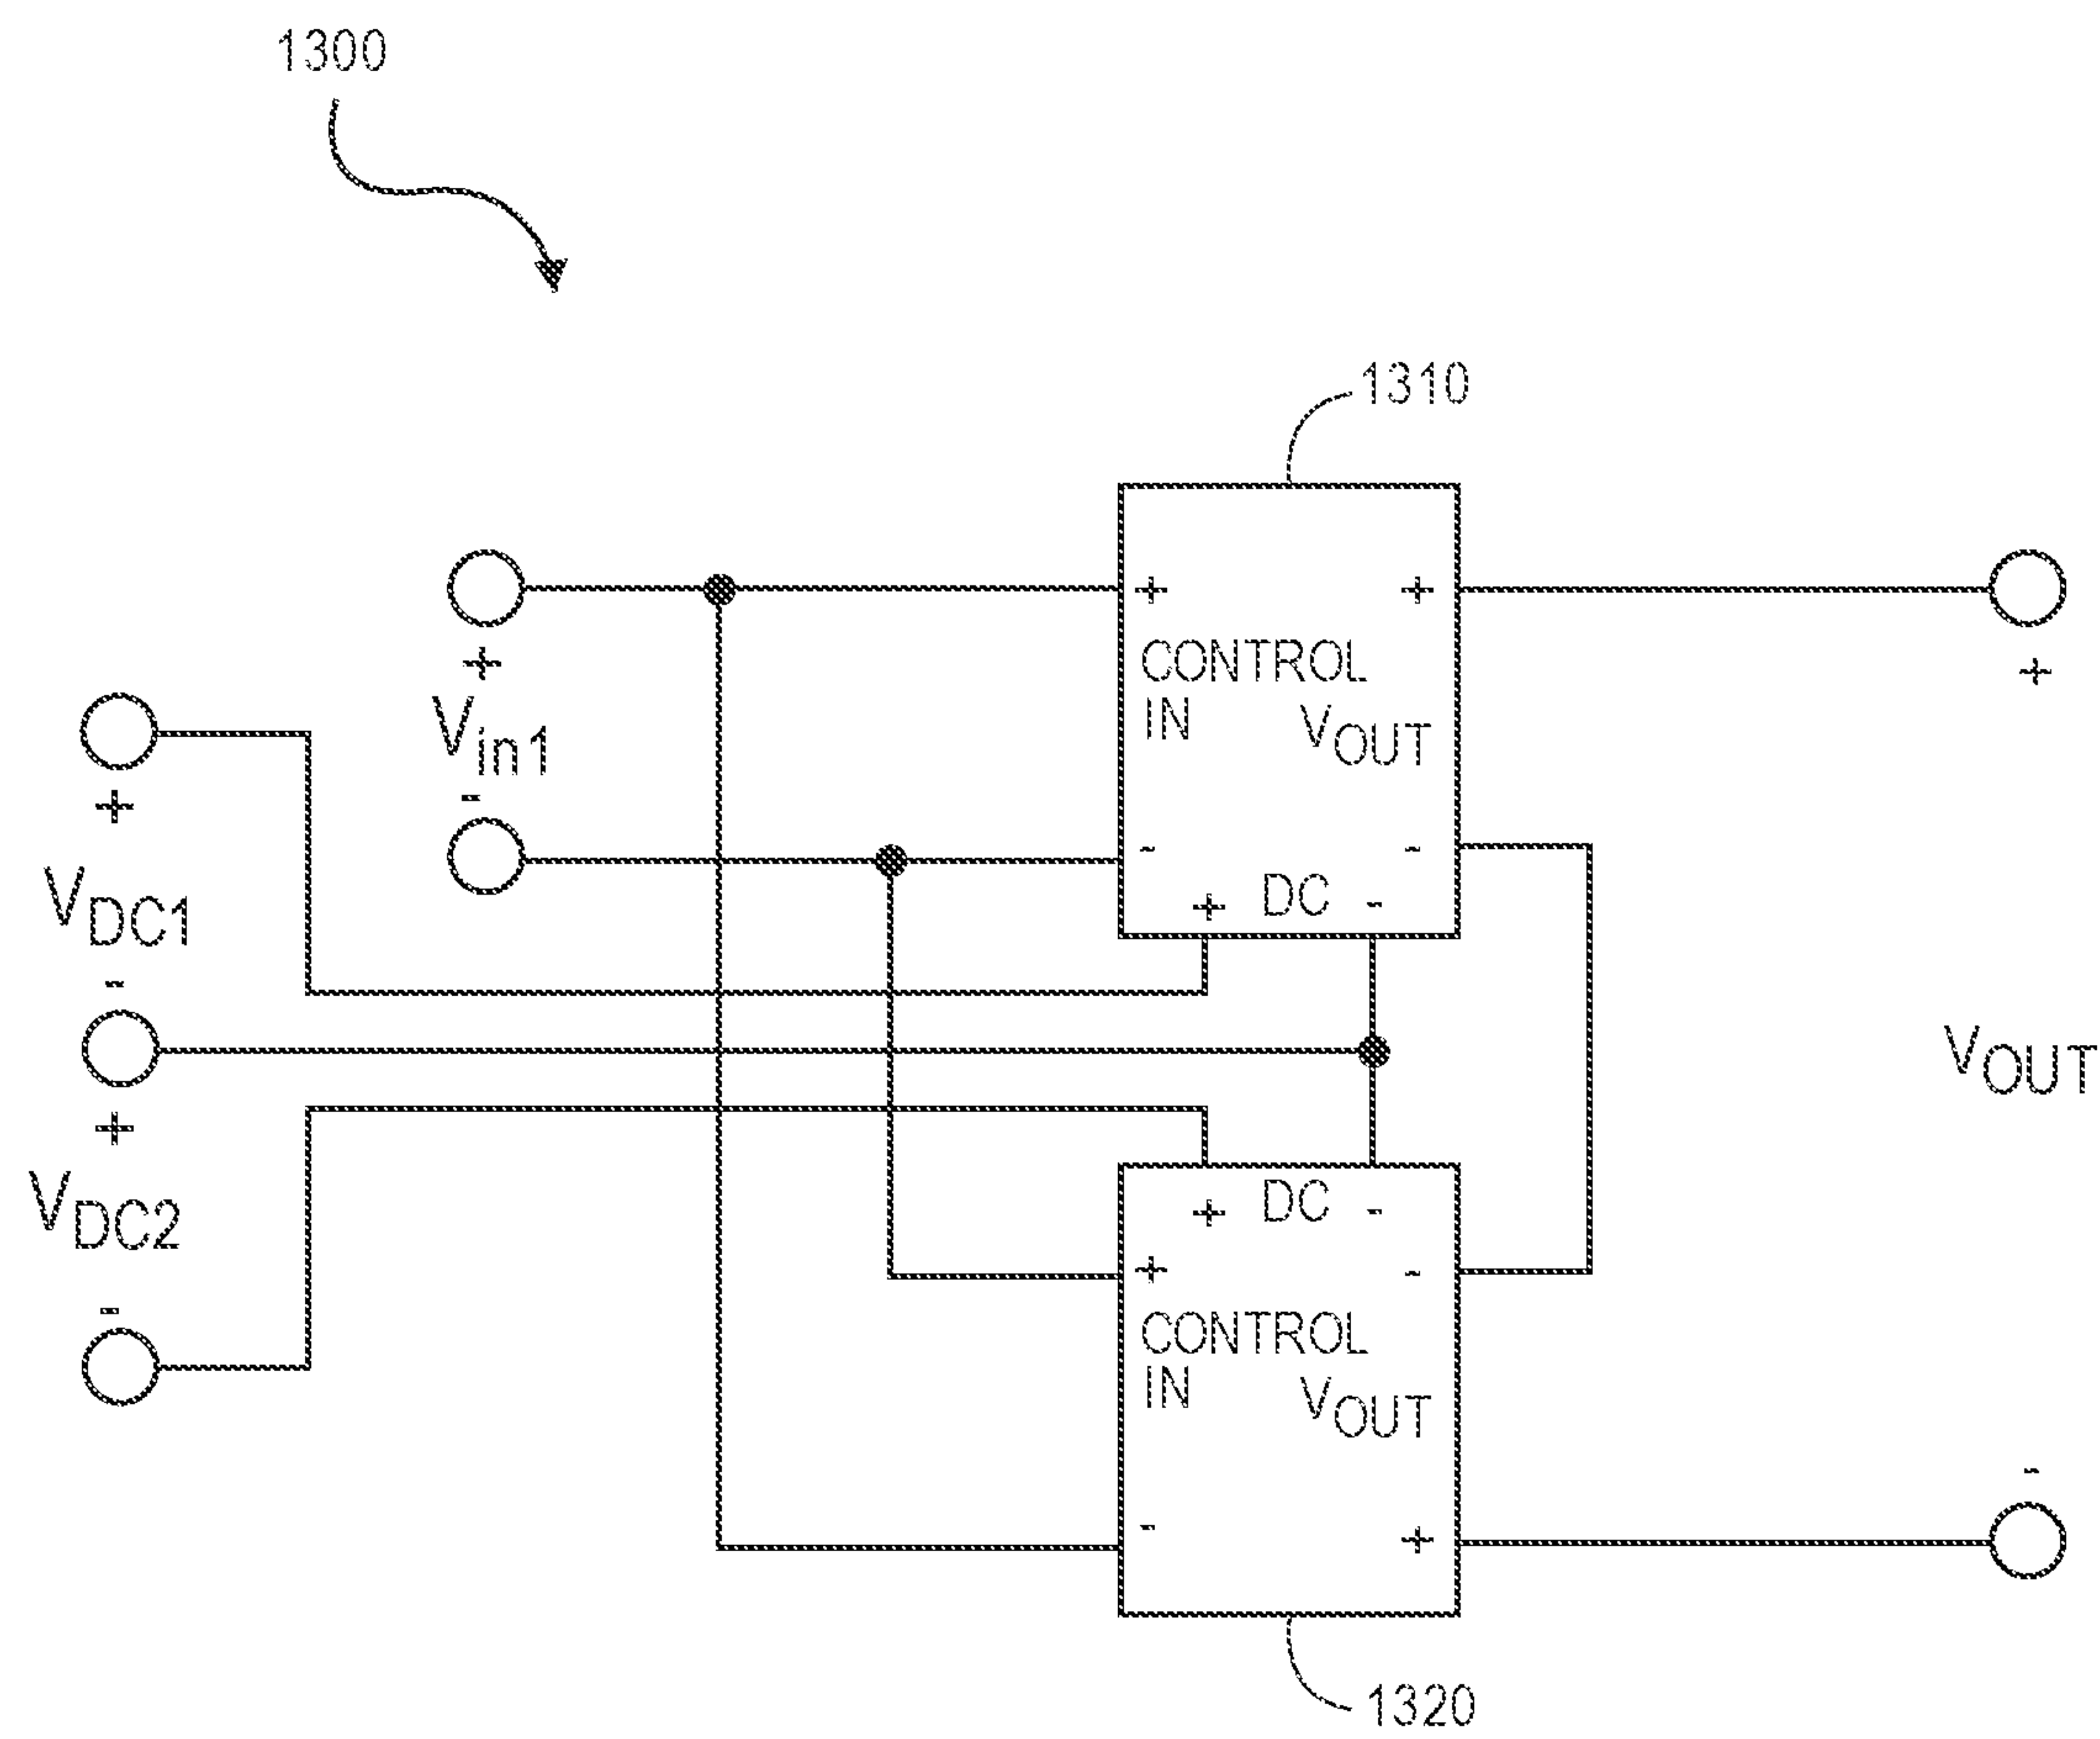 1300
1310
+ +
CONTROL
IN VOUT
- -
+ DC -
+
Vin1
-
+
+
VDC1
-
+
VDC2
-
VOUT
-
+ DC -
+ -
CONTROL
IN VOUT
- +
1320